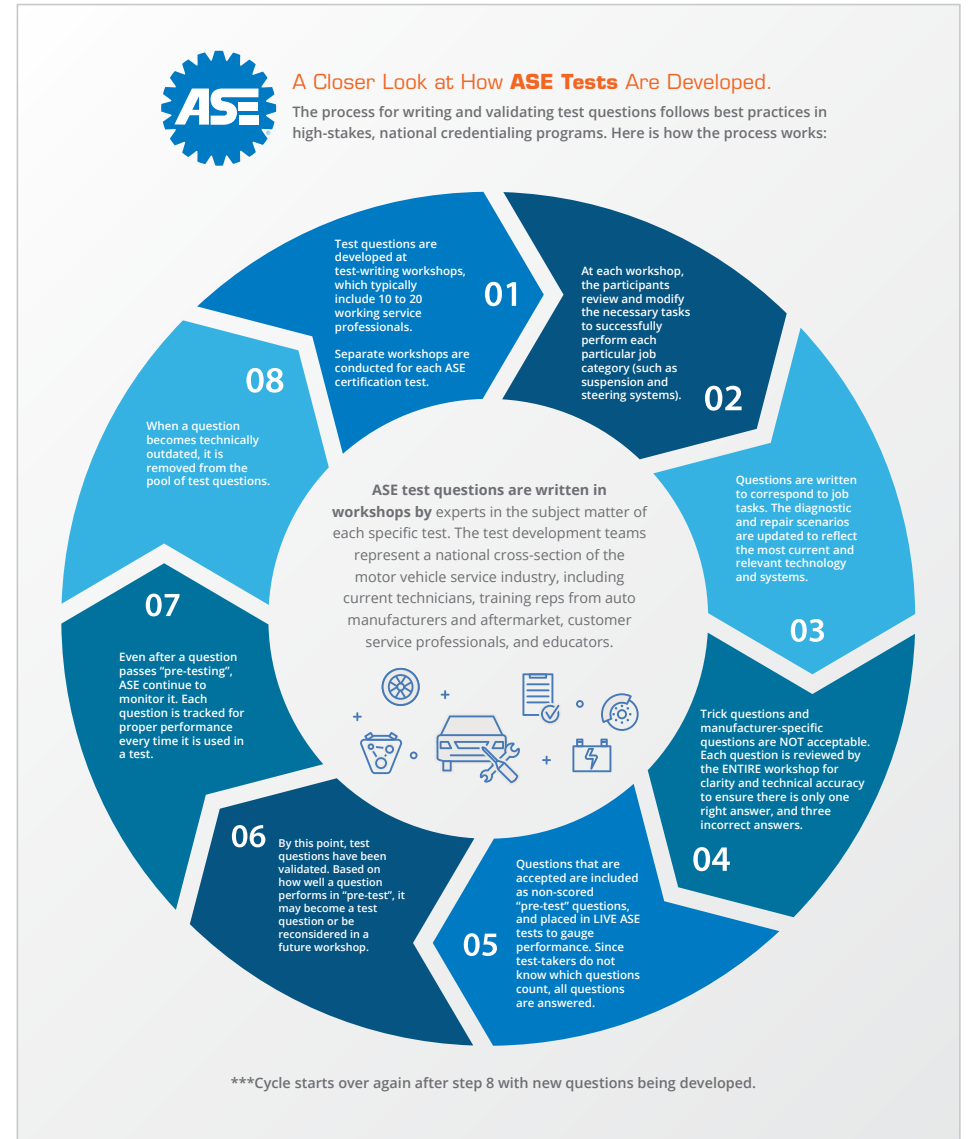 ASE
A Closer Look at How ASE Tests Are Developed.
The process for writing and validating test questions follows best practices in
high-stakes, national credentialing programs. Here is how the process works:
Test questions are
developed at
test-writing workshops,
which typically
include 10 to 20
working service
professionals.
Separate workshops are
conducted for each ASE
certification test.
01
At each workshop,
the participants
review and modify
the necessary tasks
to successfully
perform each
particular job
category (such as
suspension and
steering systems).
02
Questions are written
to correspond to job
tasks. The diagnostic
and repair scenarios
are updated to reflect
the most current and
relevant technology
and systems.
03
Trick questions and
manufacturer-specific
questions are NOT acceptable.
Each question is reviewed by
the ENTIRE workshop for
clarity and technical accuracy
to ensure there is only one
right answer, and three
incorrect answers.
04
05
Questions that are
accepted are included
as non-scored
"pre-test" questions,
and placed in LIVE ASE
tests to gauge
performance. Since
test-takers do not
know which questions
count, all questions
are answered.
06
By this point, test
questions have been
validated. Based on
how well a question
performs in "pre-test", it
may become a test
question or be
reconsidered in a
future workshop.
07
Even after a question
passes "pre-testing",
ASE continue to
monitor it. Each
question is tracked for
proper performance
every time it is used in
a test.
08
When a question
becomes technically
outdated, it is
removed from the
pool of test questions.
ASE test questions are written in
workshops by experts in the subject matter of
each specific test. The test development teams
represent a national cross-section of the
motor vehicle service industry, including
current technicians, training reps from auto
manufacturers and aftermarket, customer
service professionals, and educators.
***Cycle starts over again after step 8 with new questions being developed.